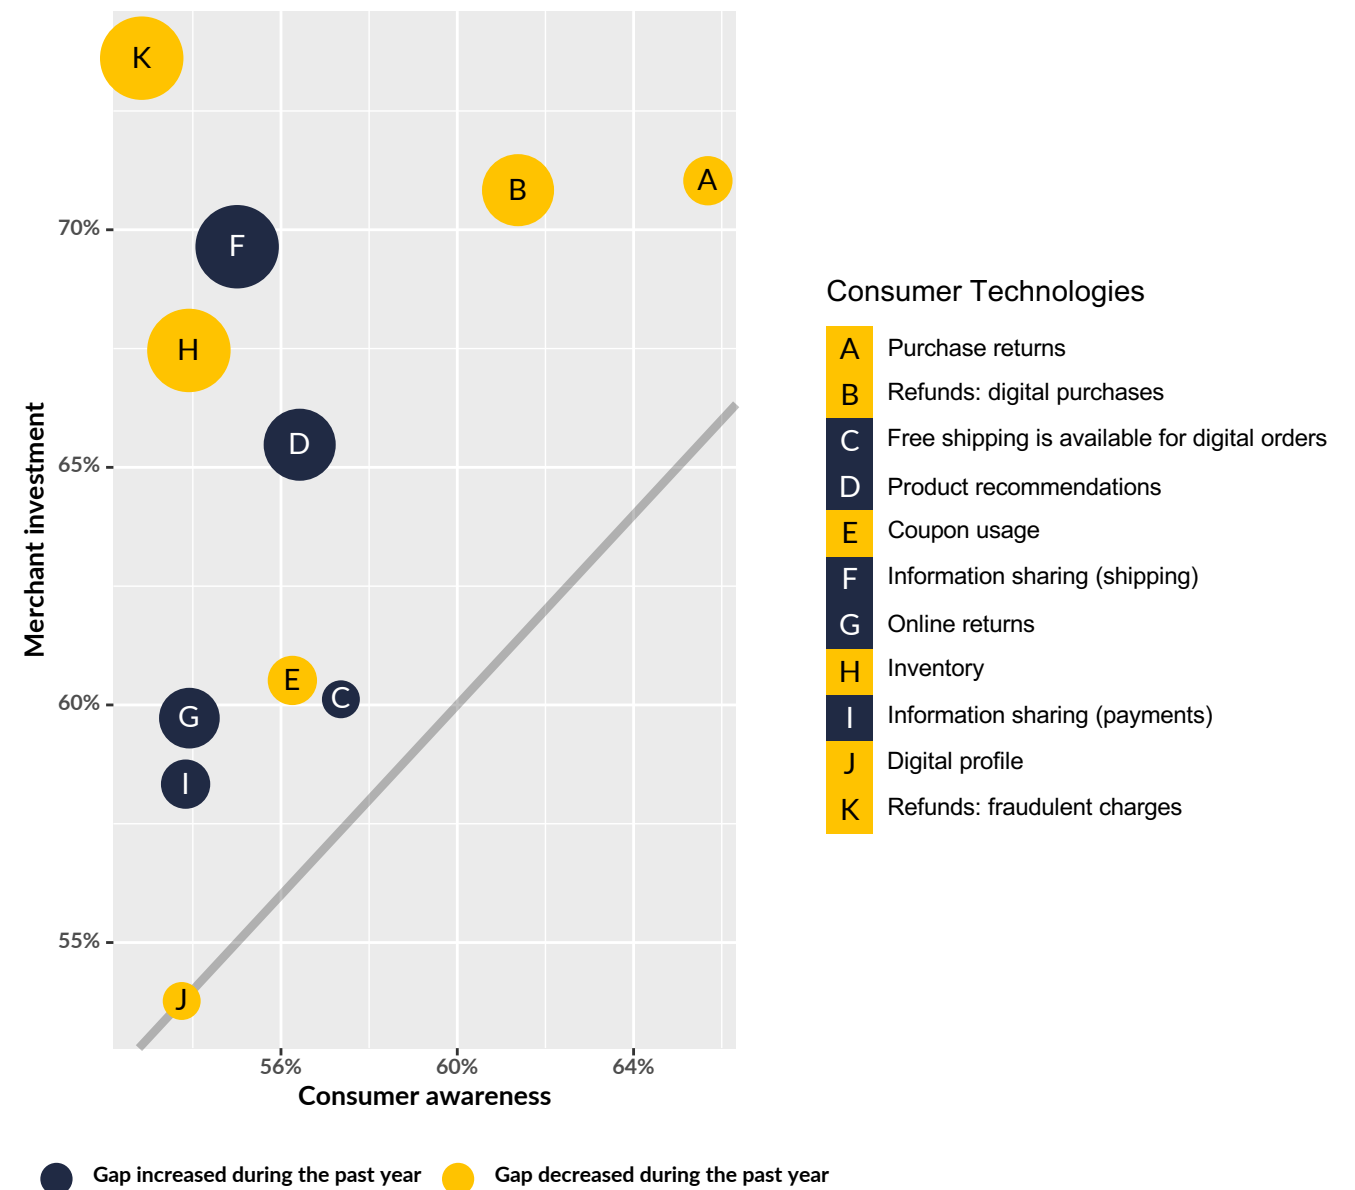 K
A
B
70%
F
H
D
65%
Merchant investment
E
C
60%
G
I
55%
J
56% 60% 64%
Consumer awareness
Consumer Technologies
A Purchase returns
B Refunds: digital purchases
C Free shipping is available for digital orders
D Product recommendations
E Coupon usage
F Information sharing (shipping)
G Online returns
H Inventory
I Information sharing (payments)
J Digital profile
K Refunds: fraudulent charges
Gap increased during the past year Gap decreased during the past year